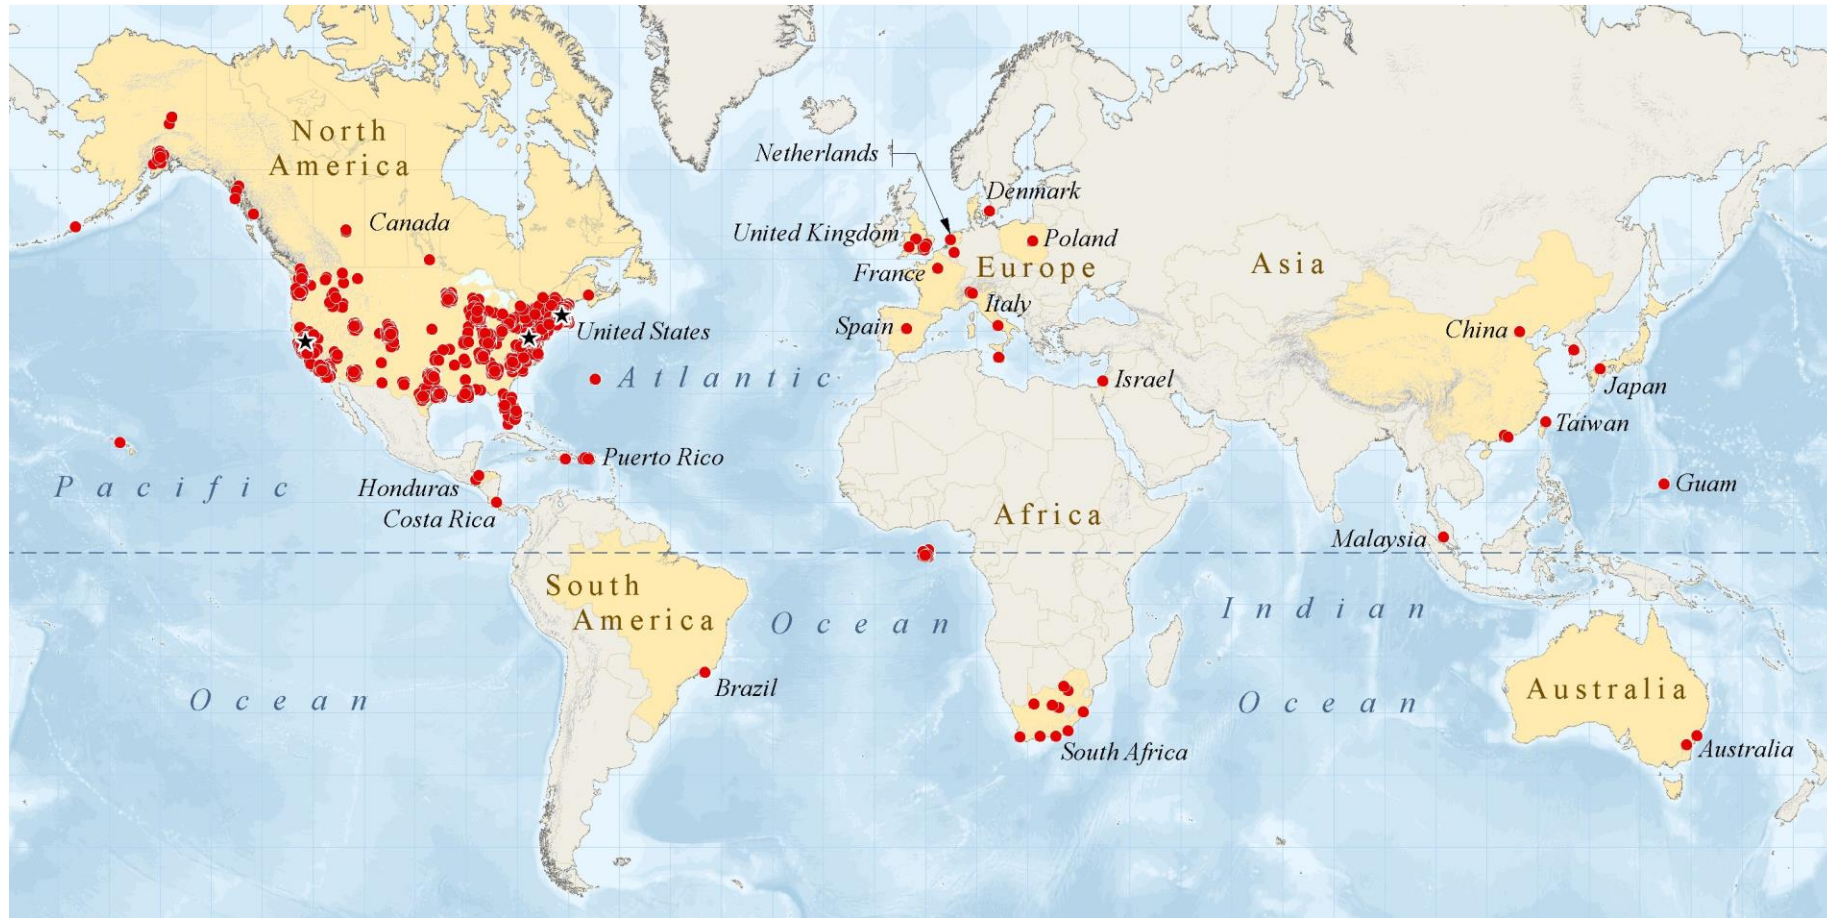 North
America
Canada
Netherlands
Denmark
United Kingdom
Poland
France
Europe
Asia
Italy
Spain
United States
China
Atlantic
Israel
Japan
Taiwan
Puerto Rico
Pacific
Honduras
Costa Rica
Guam
Africa
Malaysia
South
America
Ocean
Indian
Brazil
Ocean
Ocean
Australia
South Africa
Australia